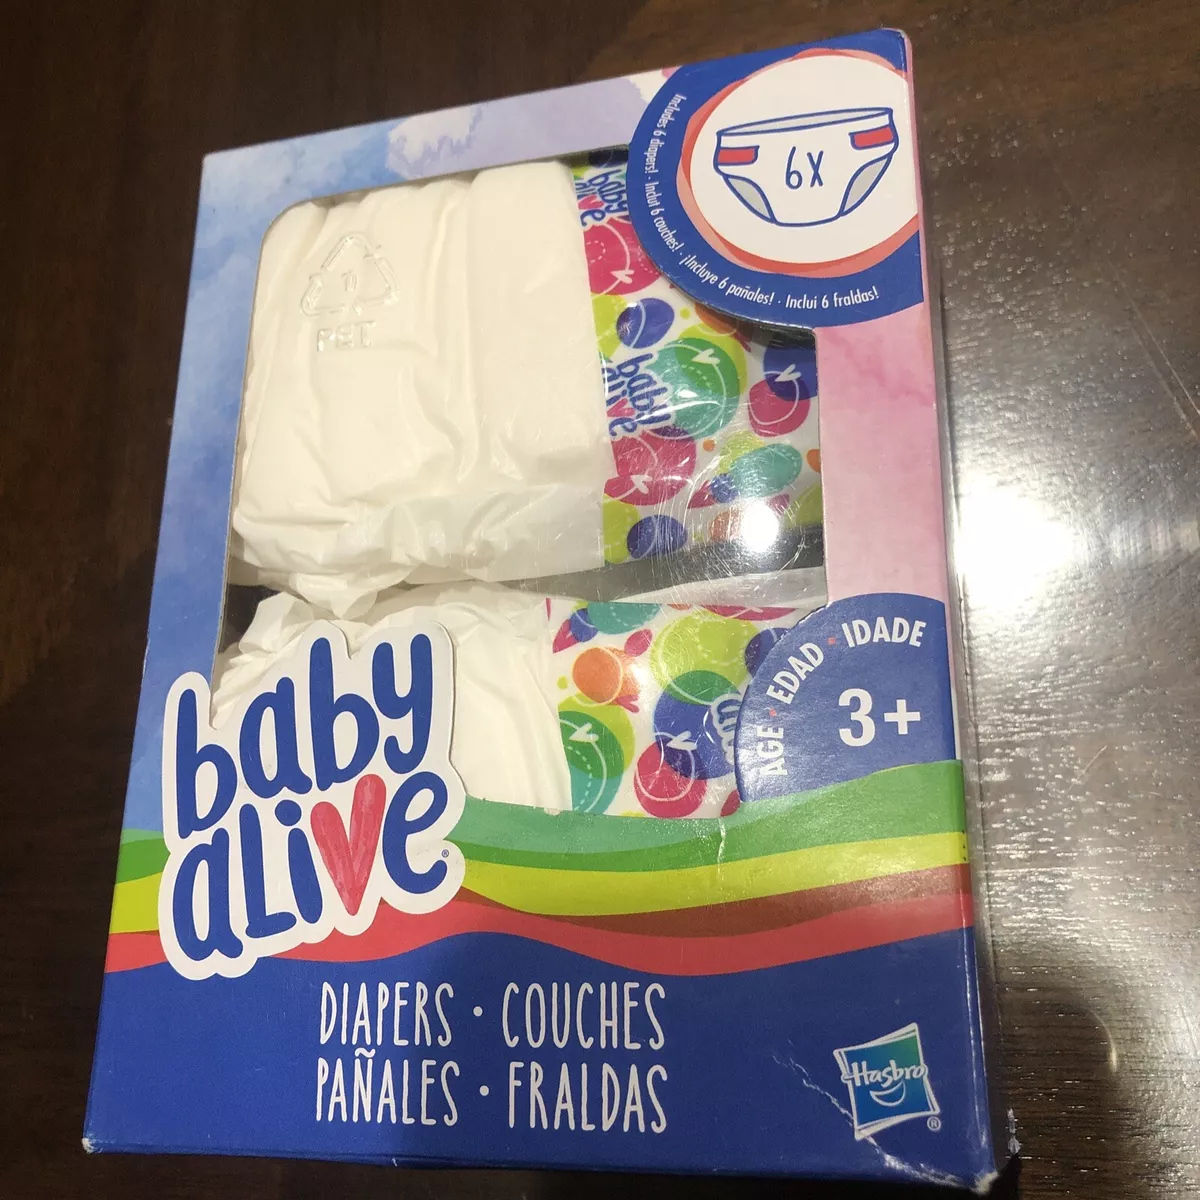 Includes 6 diapers! · Inclut 6 couches! · ¡Incluye 6 pañales! · Inclui 6 fraldas!
6X
1
PET
baby
alive
baby
alive
AGE · EDAD · IDADE
3+
baby
alive®
DIAPERS · COUCHES
PAÑALES · FRALDAS
Hasbro
®